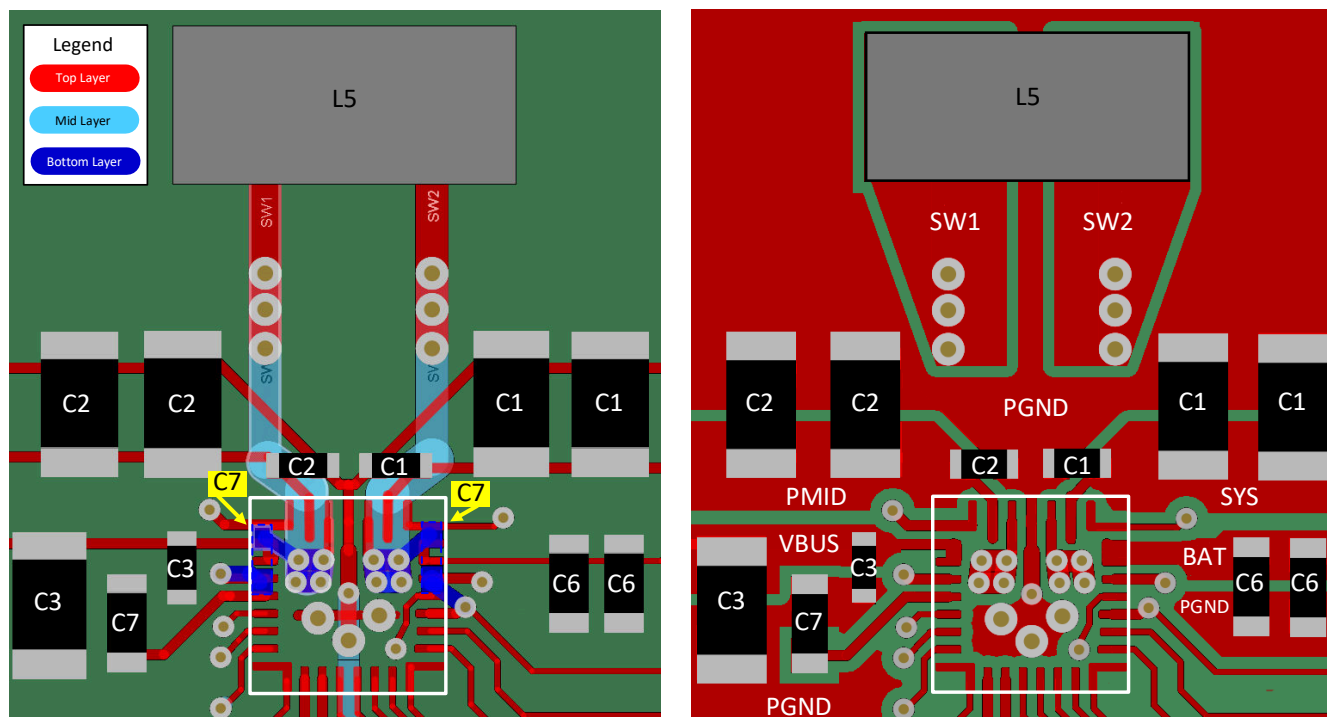 Legend
Top Layer
Mid Layer
Bottom Layer
L5
SW1
SW2
SW
SV
C2
C2
C1
C1
C2
C1
C7
C7
C3
C3
C7
C6
C6
L5
SW1
SW2
C2
C2
PGND
C1
C1
C2
C1
PMID
SYS
VBUS
BAT
C3
C3
C7
C6
C6
PGND
PGND